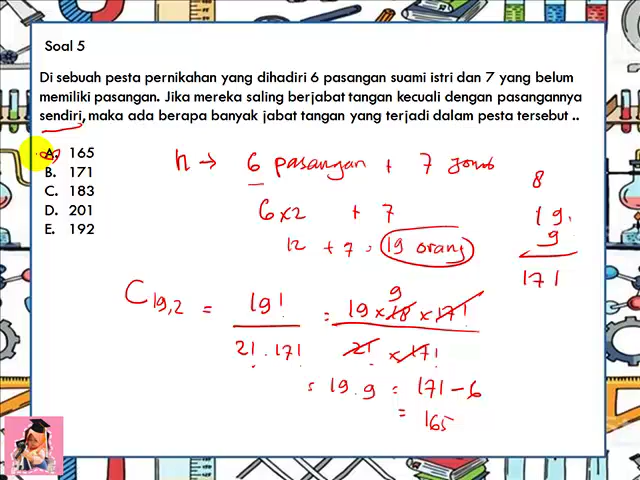 Soal 5
Di sebuah pesta pernikahan yang dihadiri 6 pasangan suami istri dan 7 yang belum
memiliki pasangan. Jika mereka saling berjabat tangan kecuali dengan pasangannya
sendiri, maka ada berapa banyak jabat tangan yang terjadi dalam pesta tersebut ..
A. 165
B. 171
C. 183
D. 201
E. 192
n → 6 pasangan + 7 jomb
6x2 + 7
12 + 7 = 19 orang
8
19
9
171
C19,2 = 19! / 2! . 17! = 19 x 18 x 17! / 2! x 17!
9
= 19 . 9 = 171 - 6
= 165